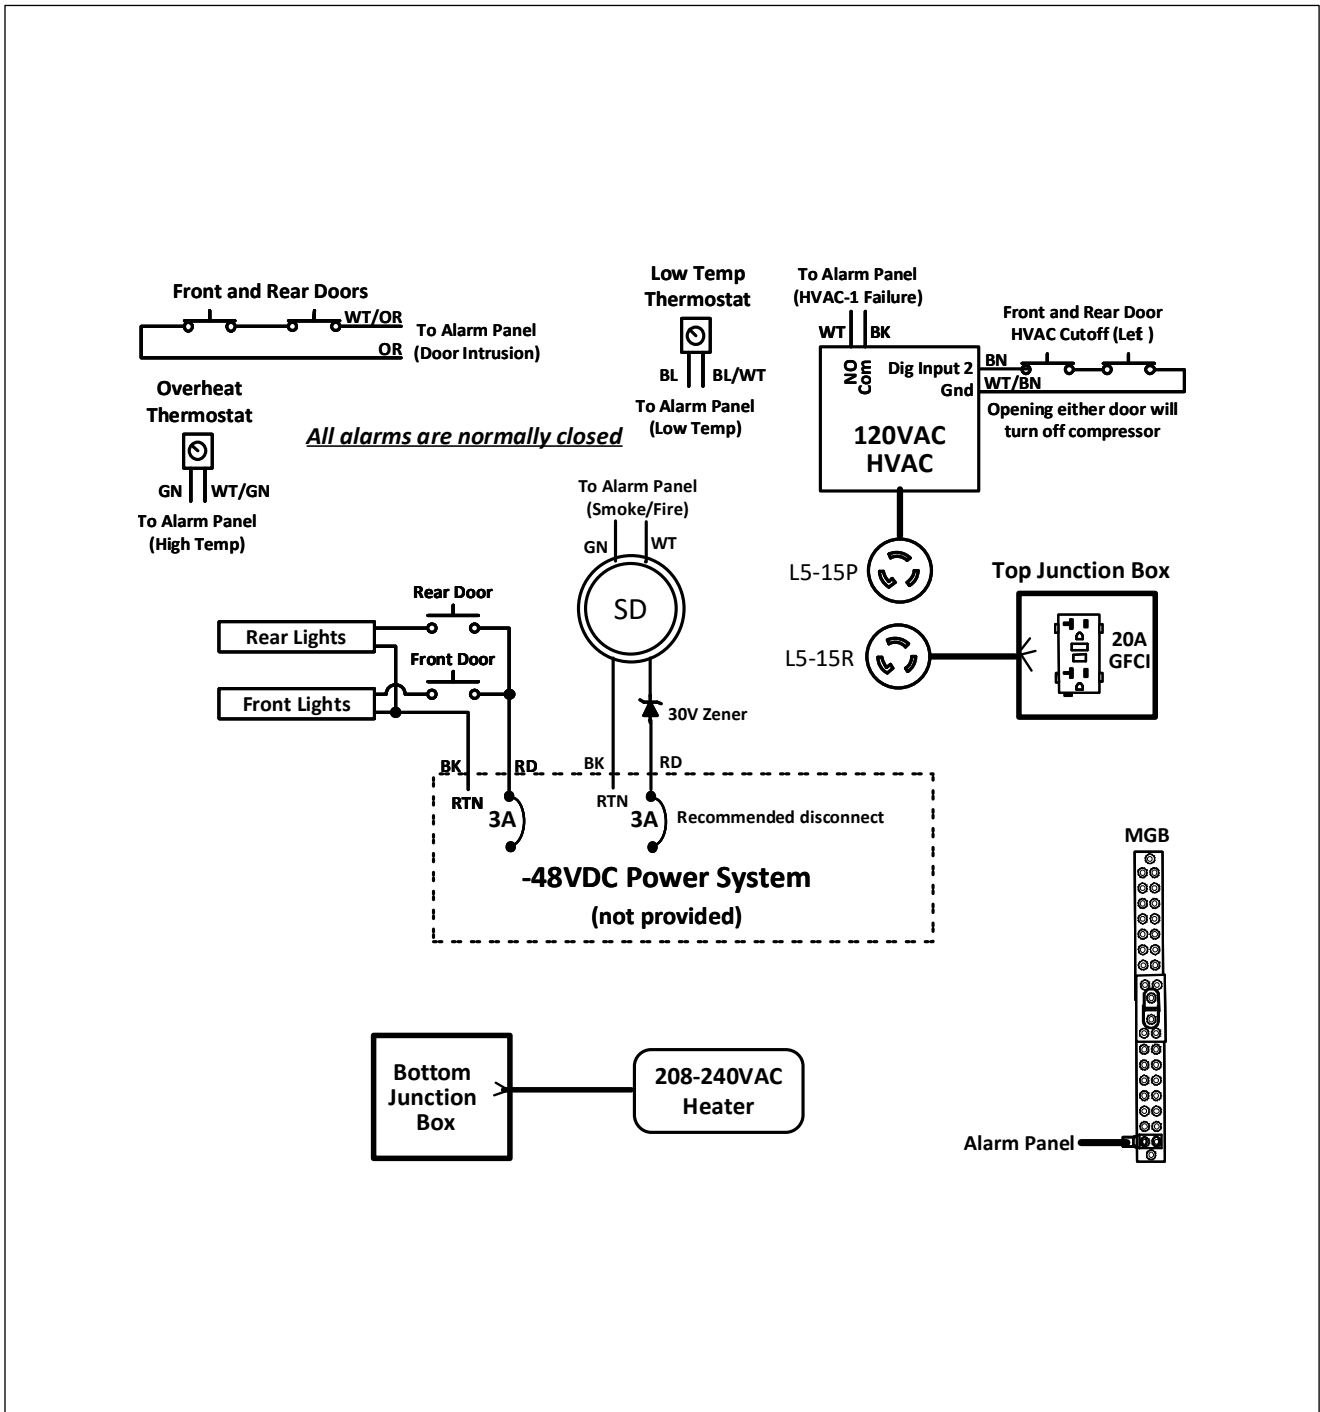 Front and Rear Doors
WT/OR
OR
To Alarm Panel
(Door Intrusion)
Overheat
Thermostat
GN
WT/GN
To Alarm Panel
(High Temp)
All alarms are normally closed
Low Temp
Thermostat
BL
BL/WT
To Alarm Panel
(Low Temp)
To Alarm Panel
(HVAC-1 Failure)
WT
BK
NO
Com
Dig Input 2
Gnd
120VAC
HVAC
BN
WT/BN
Front and Rear Door
HVAC Cutoff (Left )
Opening either door will
turn off compressor
L5-15P
L5-15R
Top Junction Box
20A
GFCI
To Alarm Panel
(Smoke/Fire)
GN
WT
SD
30V Zener
BK
RD
RTN
3A
Recommended disconnect
Rear Door
Rear Lights
Front Door
Front Lights
BK
RD
RTN
3A
-48VDC Power System
(not provided)
Bottom
Junction
Box
208-240VAC
Heater
MGB
Alarm Panel